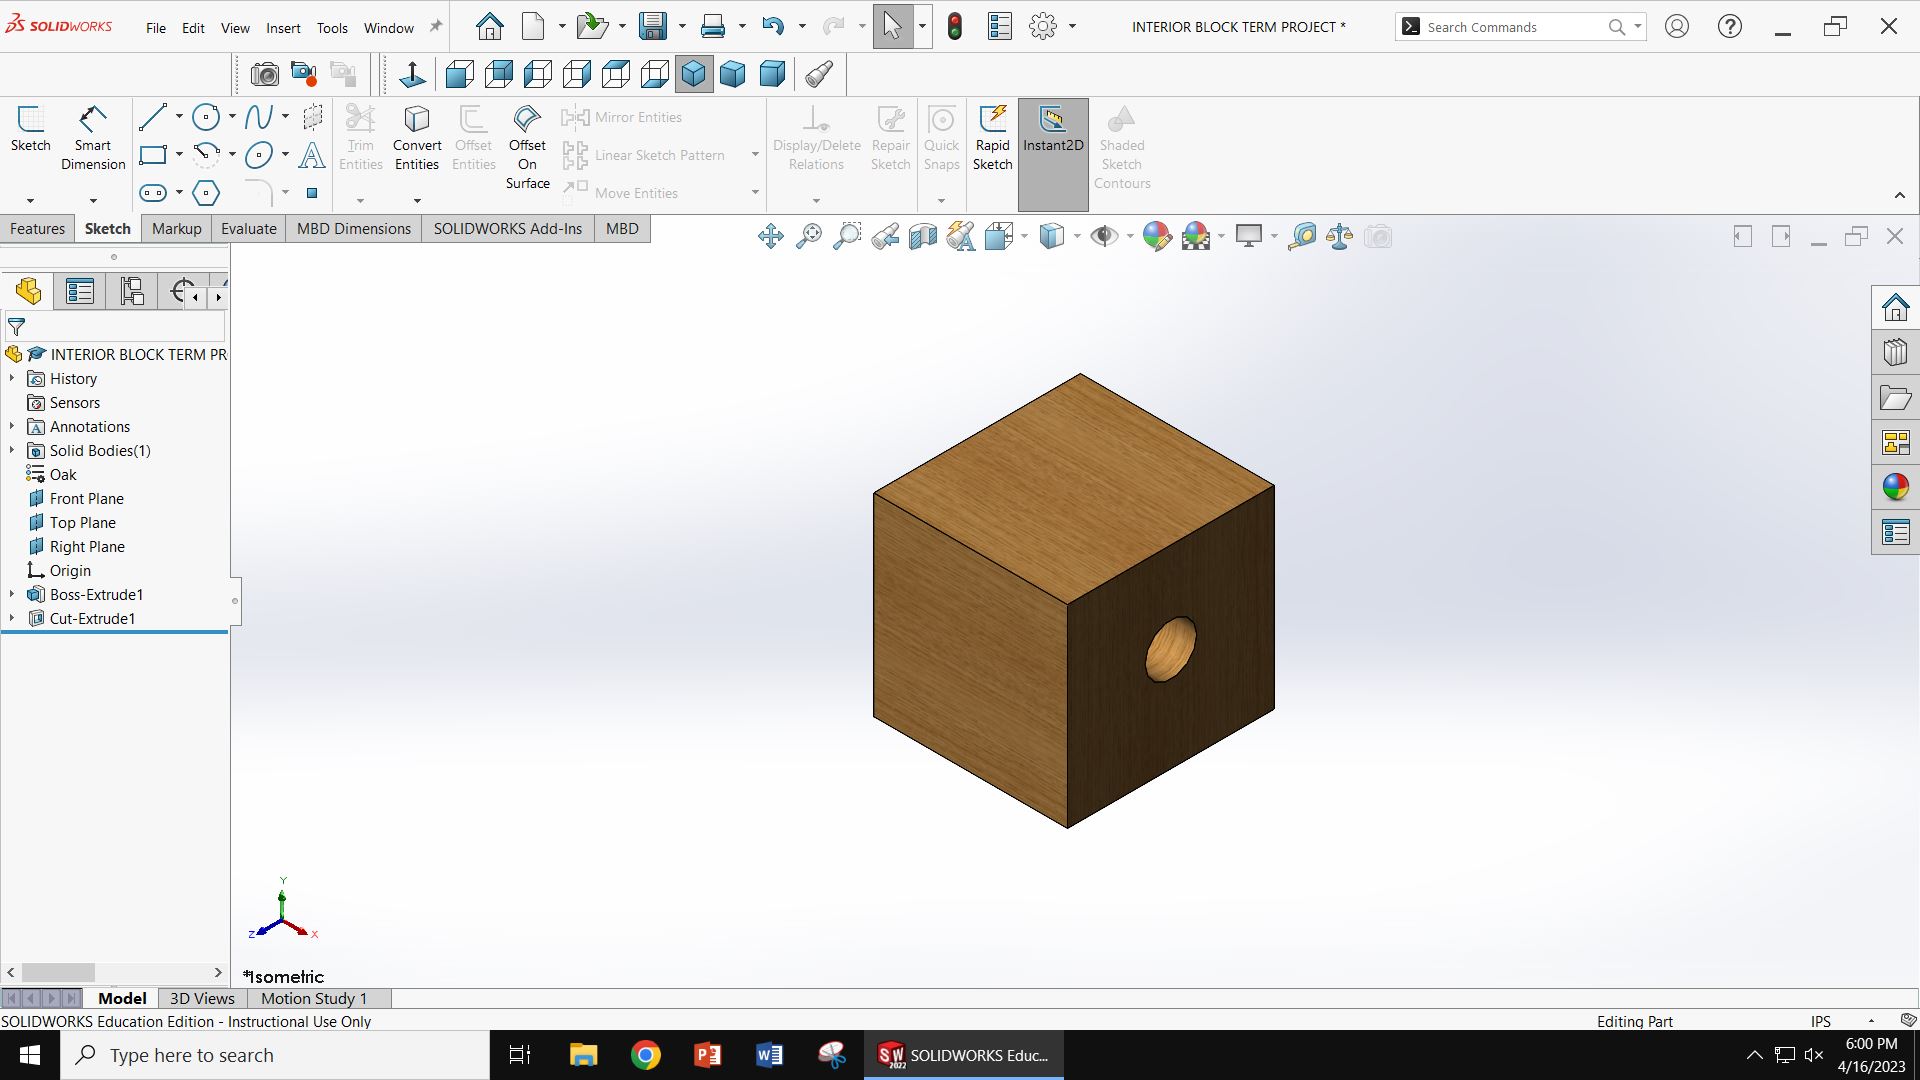 SOLIDWORKS File Edit View Insert Tools Window INTERIOR BLOCK TERM PROJECT * Search Commands
Sketch Smart Dimension Trim Entities Convert Entities Offset Entities Offset On Surface
Mirror Entities
Linear Sketch Pattern
Move Entities
Display/Delete Relations Repair Sketch Quick Snaps Rapid Sketch Instant2D Shaded Sketch Contours
Features Sketch Markup Evaluate MBD Dimensions SOLIDWORKS Add-Ins MBD
INTERIOR BLOCK TERM PR
History
Sensors
Annotations
Solid Bodies(1)
Oak
Front Plane
Top Plane
Right Plane
Origin
Boss-Extrude1
Cut-Extrude1
Y
Z X
*Isometric
Model 3D Views Motion Study 1
SOLIDWORKS Education Edition - Instructional Use Only Editing Part IPS
Type here to search SOLIDWORKS Educ... 6:00 PM
4/16/2023